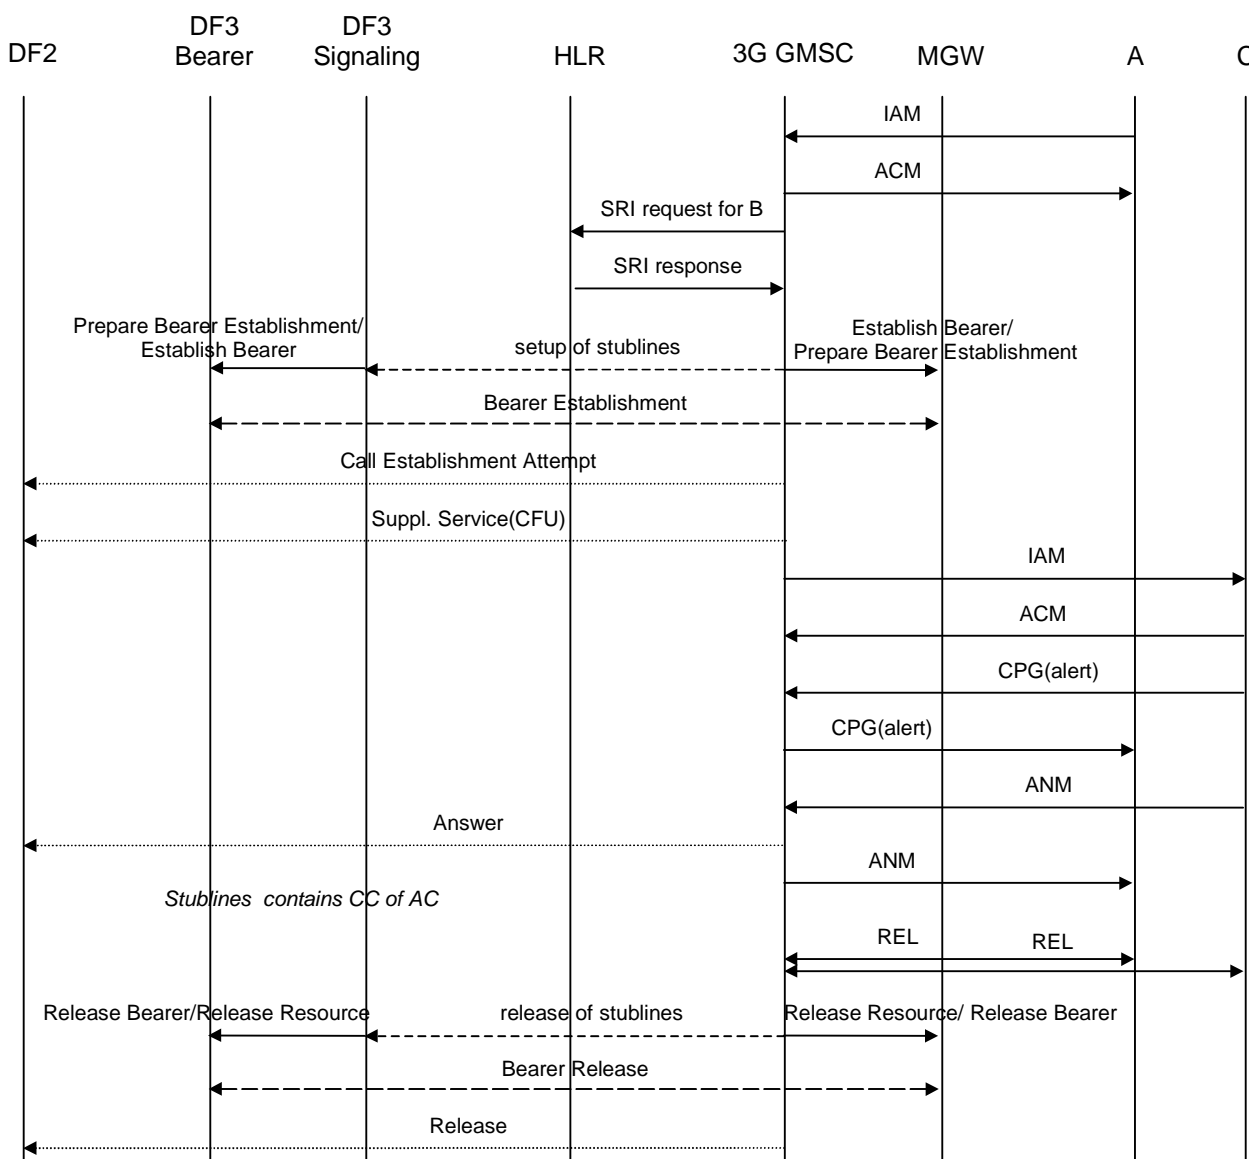 DF2
DF3
Bearer
DF3
Signaling
HLR
3G GMSC
MGW
A
C
IAM
ACM
SRI request for B
SRI response
Prepare Bearer Establishment/
Establish Bearer
setup of stublines
Establish Bearer/
Prepare Bearer Establishment
Bearer Establishment
Call Establishment Attempt
Suppl. Service(CFU)
IAM
ACM
CPG(alert)
CPG(alert)
ANM
Answer
ANM
Stublines contains CC of AC
REL
REL
Release Bearer/Release Resource
release of stublines
Release Resource/ Release Bearer
Bearer Release
Release